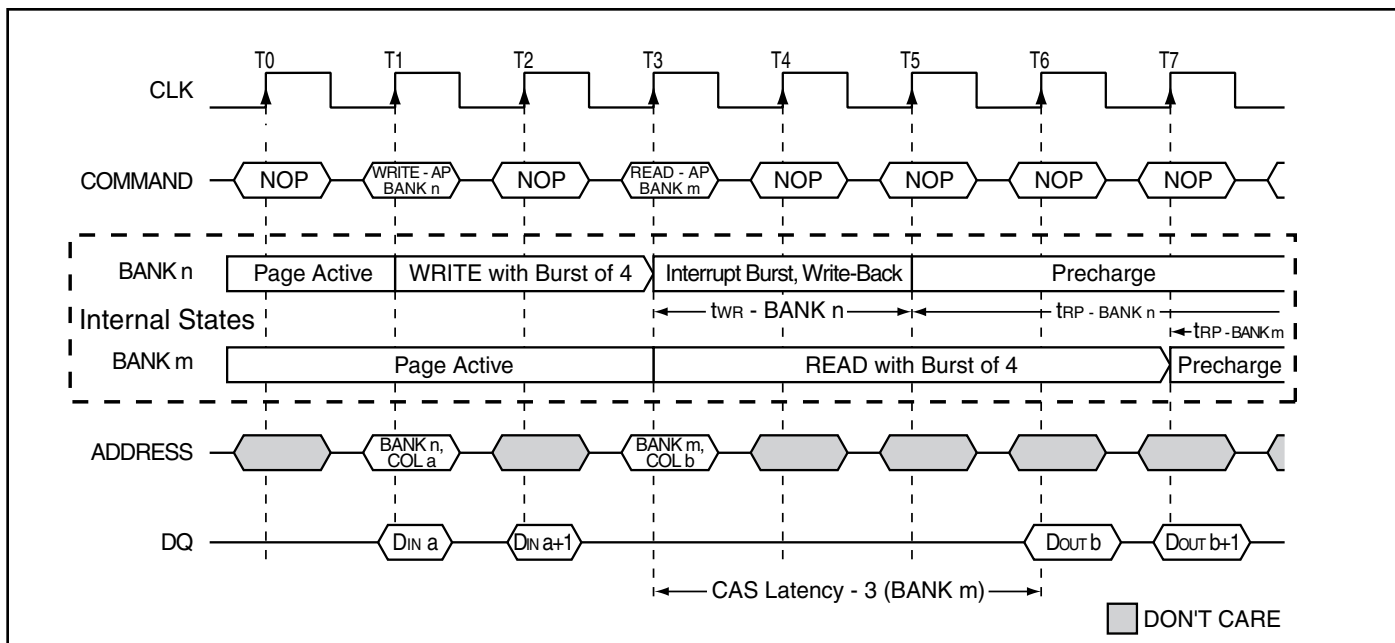 T0 T1 T2 T3 T4 T5 T6 T7
CLK
COMMAND NOP WRITE - AP BANK n NOP READ - AP BANK m NOP NOP NOP NOP
BANK n Page Active WRITE with Burst of 4 Interrupt Burst, Write-Back Precharge
tWR - BANK n tRP - BANK n
Internal States
tRP - BANK m
BANK m Page Active READ with Burst of 4 Precharge
ADDRESS BANK n, COL a BANK m, COL b
DQ DIN a DIN a+1 DOUT b DOUT b+1
CAS Latency - 3 (BANK m)
DON'T CARE